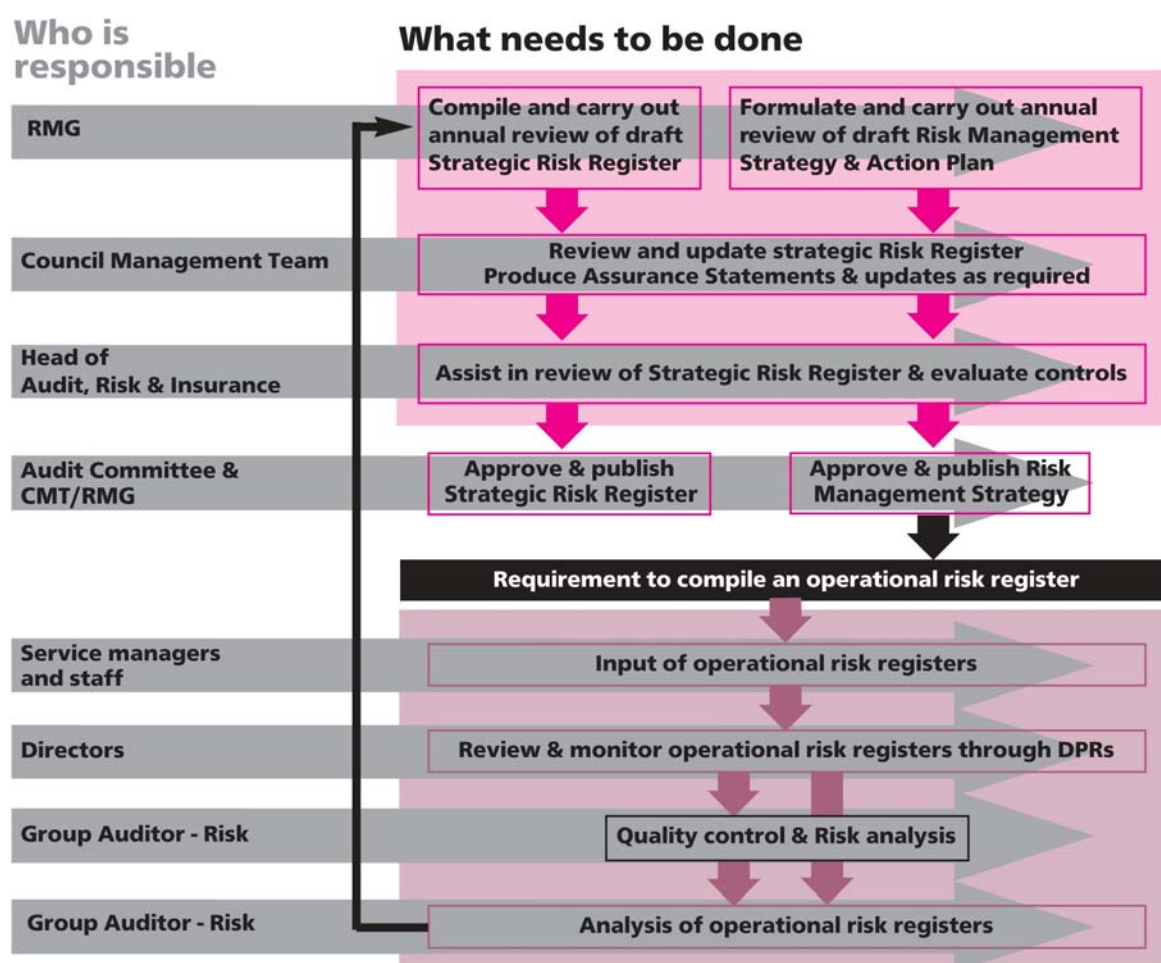 Who is
responsible
What needs to be done
RMG
Compile and carry out
annual review of draft
Strategic Risk Register
Formulate and carry out annual
review of draft Risk Management
Strategy & Action Plan
Council Management Team
Review and update strategic Risk Register
Produce Assurance Statements & updates as required
Head of
Audit, Risk & Insurance
Assist in review of Strategic Risk Register & evaluate controls
Audit Committee &
CMT/RMG
Approve & publish
Strategic Risk Register
Approve & publish Risk
Management Strategy
Requirement to compile an operational risk register
Service managers
and staff
Input of operational risk registers
Directors
Review & monitor operational risk registers through DPRs
Group Auditor - Risk
Quality control & Risk analysis
Group Auditor - Risk
Analysis of operational risk registers